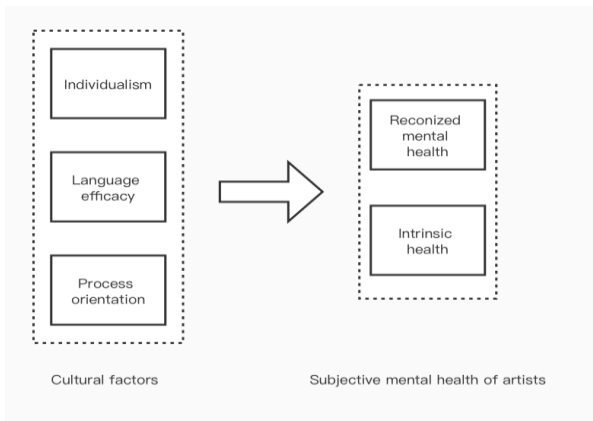 Individualism
Language
efficacy
Process
orientation
Reconized
mental
health
Intrinsic
health
Cultural factors
Subjective mental health of artists